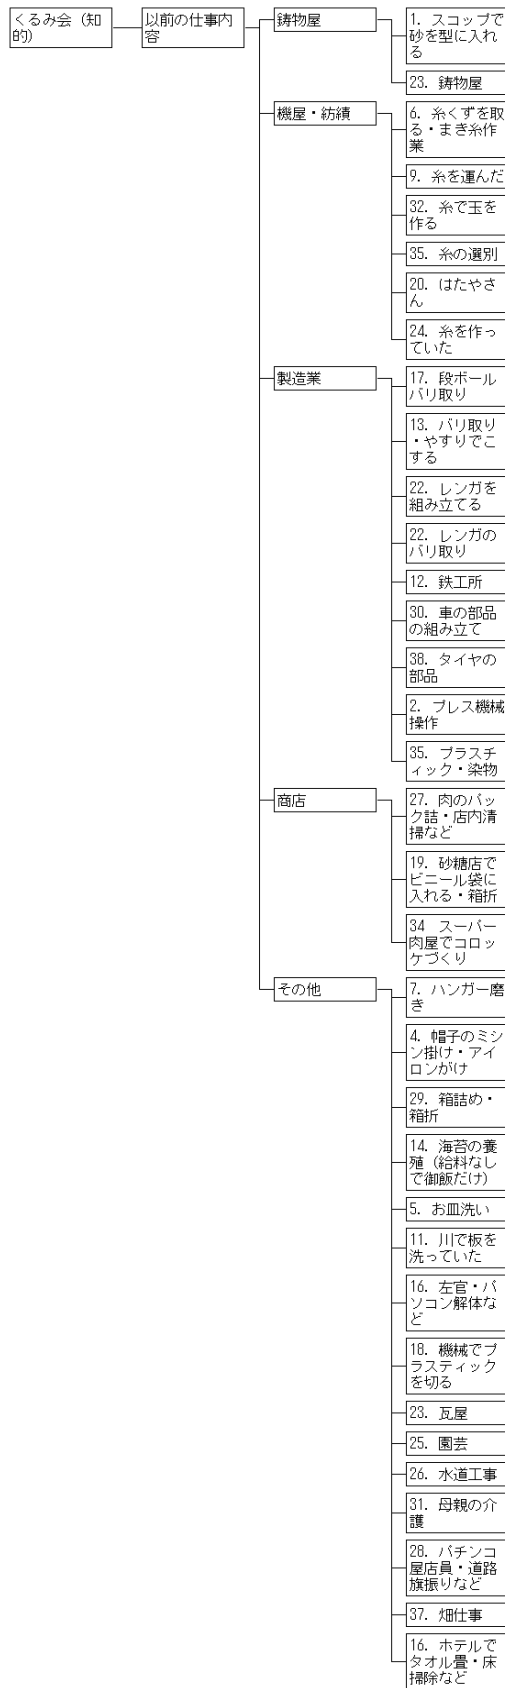 くるみ会（知
的）
以前の仕事内
容
鋳物屋
1. スコップで
砂を型に入れ
る
23. 鋳物屋
機屋・紡績
6. 糸くずを取
る・まき糸作
業
9. 糸を運んだ
32. 糸で玉を
作る
35. 糸の選別
20. はたやさ
ん
24. 糸を作っ
ていた
製造業
17. 段ボール
バリ取り
13. バリ取り
・やすりでこ
する
22. レンガを
組み立てる
22. レンガの
バリ取り
12. 鉄工所
30. 車の部品
の組み立て
38. タイヤの
部品
2. プレス機械
操作
35. プラスチ
ィック・染物
商店
27. 肉のパッ
ク詰・店内清
掃など
19. 砂糖店で
ビニール袋に
入れる・箱折
34 スーパー
肉屋でコロッ
ケづくり
その他
7. ハンガー磨
き
4. 帽子のミシ
ン掛け・アイ
ロンがけ
29. 箱詰め・
箱折
14. 海苔の養
殖（給料なし
で御飯だけ）
5. お皿洗い
11. 川で板を
洗っていた
16. 左官・パ
ソコン解体な
ど
18. 機械でプ
ラスティック
を切る
23. 瓦屋
25. 園芸
26. 水道工事
31. 母親の介
護
28. パチンコ
屋店員・道路
旗振りなど
37. 畑仕事
16. ホテルで
タオル畳・床
掃除など